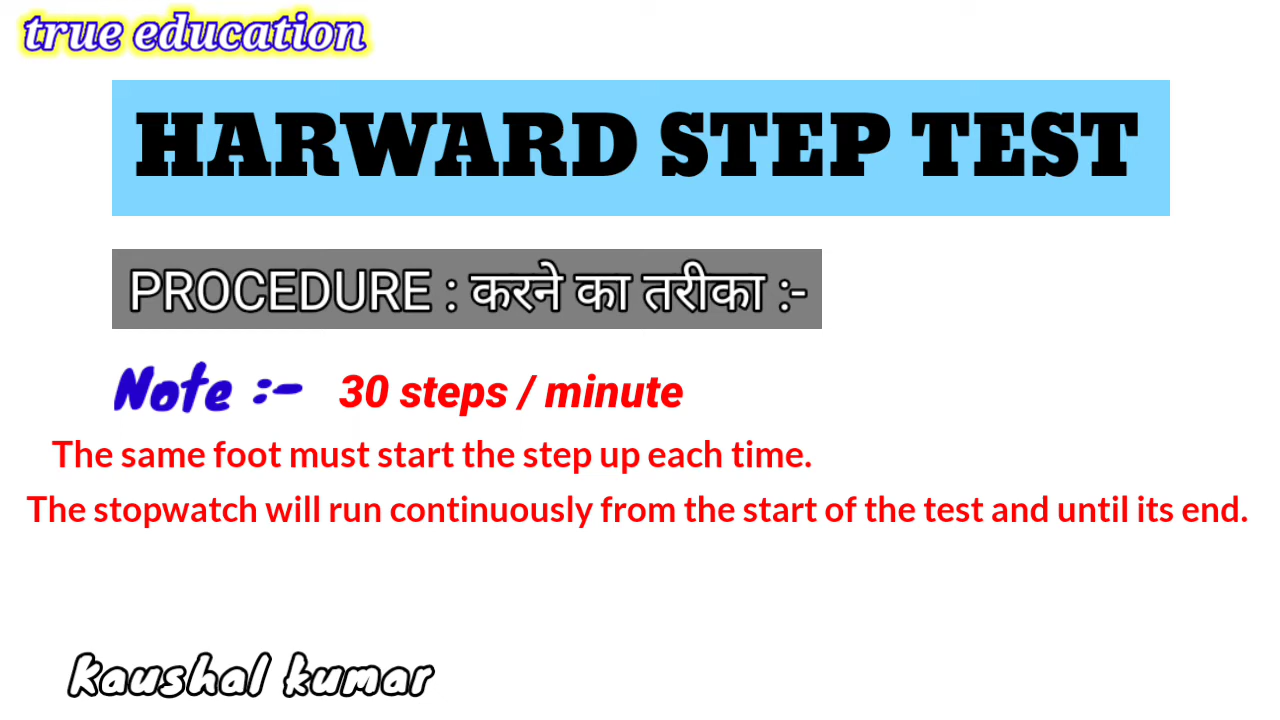 true education
HARWARD STEP TEST
PROCEDURE : करने का तरीका :-
Note :- 30 steps / minute
The same foot must start the step up each time.
The stopwatch will run continuously from the start of the test and until its end.
kaushal kumar